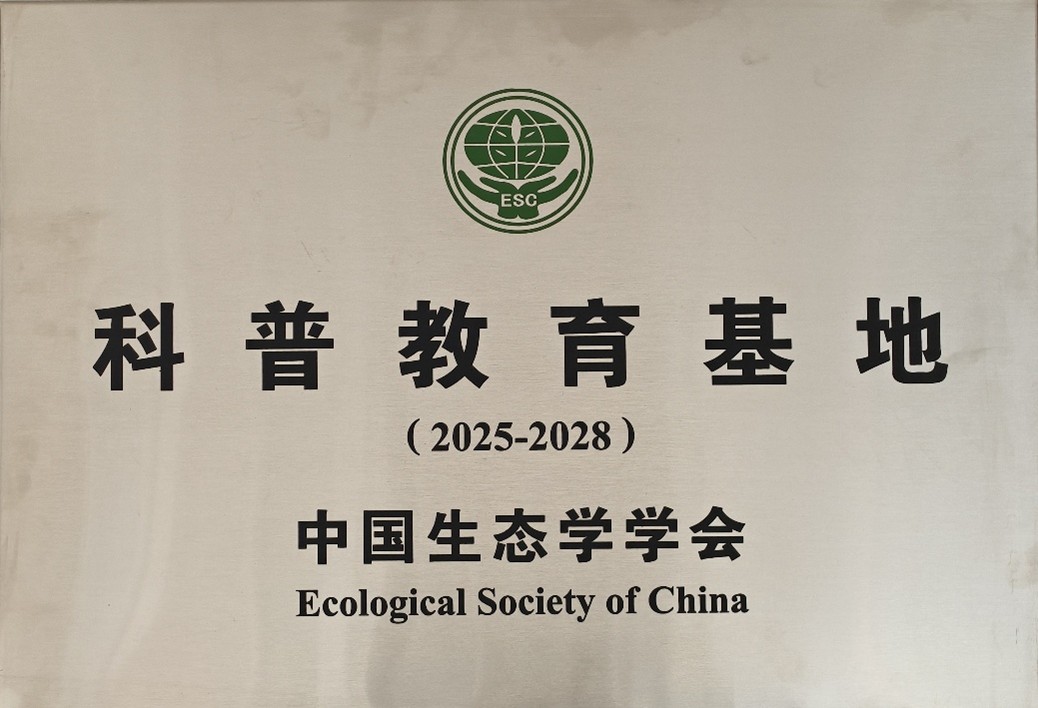 ESC
科普教育基地
（2025-2028）
中国生态学学会
Ecological Society of China